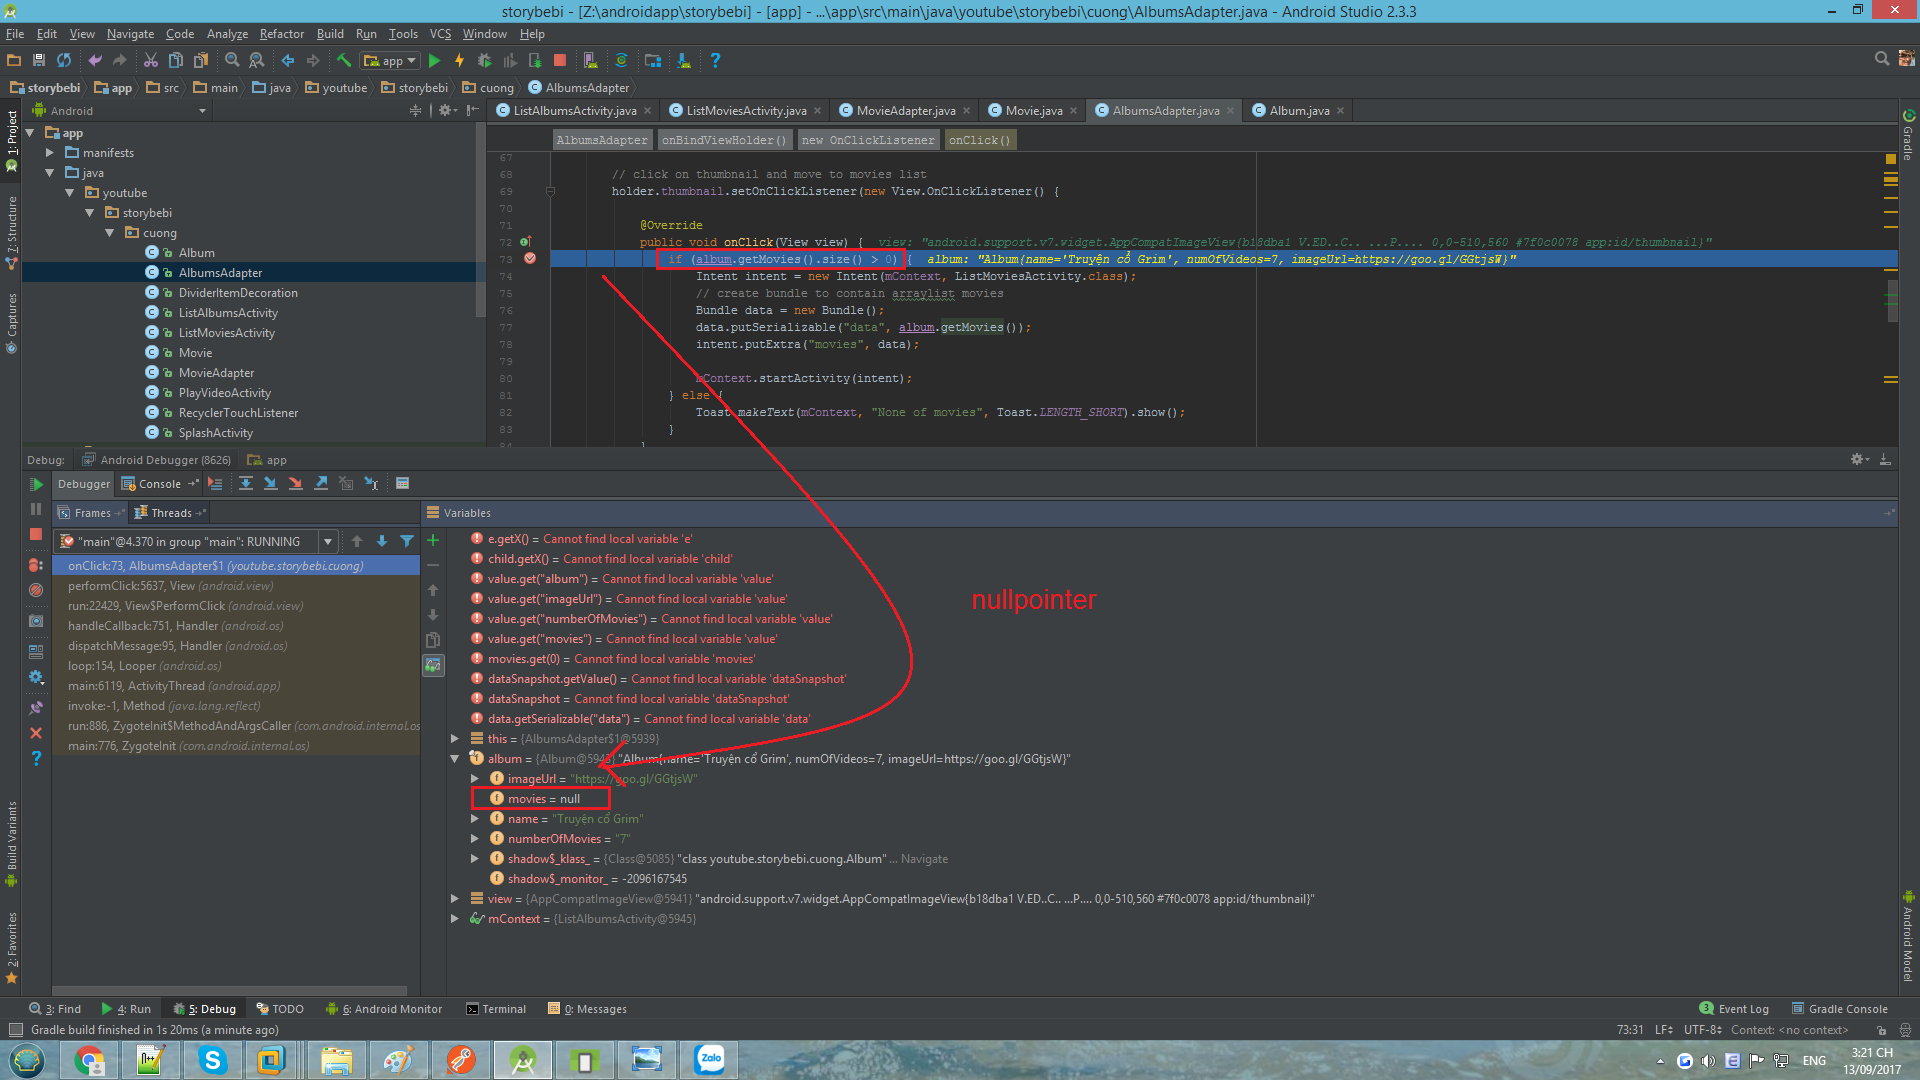 storybebi - [Z:\androidapp\storybebi] - [app] - ...\app\src\main\java\youtube\storybebi\cuong\AlbumsAdapter.java - Android Studio 2.3.3
File Edit View Navigate Code Analyze Refactor Build Run Tools VCS Window Help
app
storybebi app src main java youtube storybebi cuong AlbumsAdapter
Android
ListAlbumsActivity.java ListMoviesActivity.java MovieAdapter.java Movie.java AlbumsAdapter.java Album.java
1: Project
7: Structure
Captures
Build Variants
2: Favorites
Gradle
Android Model
app
manifests
java
youtube
storybebi
cuong
Album
AlbumsAdapter
DividerItemDecoration
ListAlbumsActivity
ListMoviesActivity
Movie
MovieAdapter
PlayVideoActivity
RecyclerTouchListener
SplashActivity
AlbumsAdapter onBindViewHolder() new OnClickListener onClick()
67
68 // click on thumbnail and move to movies list
69 holder.thumbnail.setOnClickListener(new View.OnClickListener() {
70
71 @Override
72 public void onClick(View view) { view: "android.support.v7.widget.AppCompatImageView{b18dba1 V.ED..C.. ...P.... 0,0-510,560 #7f0c0078 app:id/thumbnail}"
73 if (album.getMovies().size() > 0) { album: "Album{name='Truyện cổ Grim', numOfVideos=7, imageUrl=https://goo.gl/GGtjsW}"
74 Intent intent = new Intent(mContext, ListMoviesActivity.class);
75 // create bundle to contain arraylist movies
76 Bundle data = new Bundle();
77 data.putSerializable("data", album.getMovies());
78 intent.putExtra("movies", data);
79
80 mContext.startActivity(intent);
81 } else {
82 Toast.makeText(mContext, "None of movies", Toast.LENGTH_SHORT).show();
83 }
84 }
Debug: Android Debugger (8626) app
Debugger Console
Frames Threads
"main"@4.370 in group "main": RUNNING
onClick:73, AlbumsAdapter$1 (youtube.storybebi.cuong)
performClick:5637, View (android.view)
run:22429, View$PerformClick (android.view)
handleCallback:751, Handler (android.os)
dispatchMessage:95, Handler (android.os)
loop:154, Looper (android.os)
main:6119, ActivityThread (android.app)
invoke:-1, Method (java.lang.reflect)
run:886, ZygoteInit$MethodAndArgsCaller (com.android.internal.os
main:776, ZygoteInit (com.android.internal.os)
Variables
e.getX() = Cannot find local variable 'e'
child.getX() = Cannot find local variable 'child'
value.get("album") = Cannot find local variable 'value'
value.get("imageUrl") = Cannot find local variable 'value'
value.get("numberOfMovies") = Cannot find local variable 'value'
value.get("movies") = Cannot find local variable 'value'
movies.get(0) = Cannot find local variable 'movies'
dataSnapshot.getValue() = Cannot find local variable 'dataSnapshot'
dataSnapshot = Cannot find local variable 'dataSnapshot'
data.getSerializable("data") = Cannot find local variable 'data'
this = {AlbumsAdapter$1@5939}
album = {Album@5943} "Album{name='Truyện cổ Grim', numOfVideos=7, imageUrl=https://goo.gl/GGtjsW}"
imageUrl = "https://goo.gl/GGtjsW"
movies = null
name = "Truyện cổ Grim"
numberOfMovies = "7"
shadow$_klass_ = {Class@5085} "class youtube.storybebi.cuong.Album" ... Navigate
shadow$_monitor_ = -2096167545
view = {AppCompatImageView@5941} "android.support.v7.widget.AppCompatImageView{b18dba1 V.ED..C.. ...P.... 0,0-510,560 #7f0c0078 app:id/thumbnail}"
mContext = {ListAlbumsActivity@5945}
nullpointer
3: Find 4: Run 5: Debug TODO 6: Android Monitor Terminal 0: Messages 3 Event Log Gradle Console
Gradle build finished in 1s 20ms (a minute ago) 73:31 LF UTF-8 Context: <no context>
Zalo
ENG
3:21 CH
13/09/2017